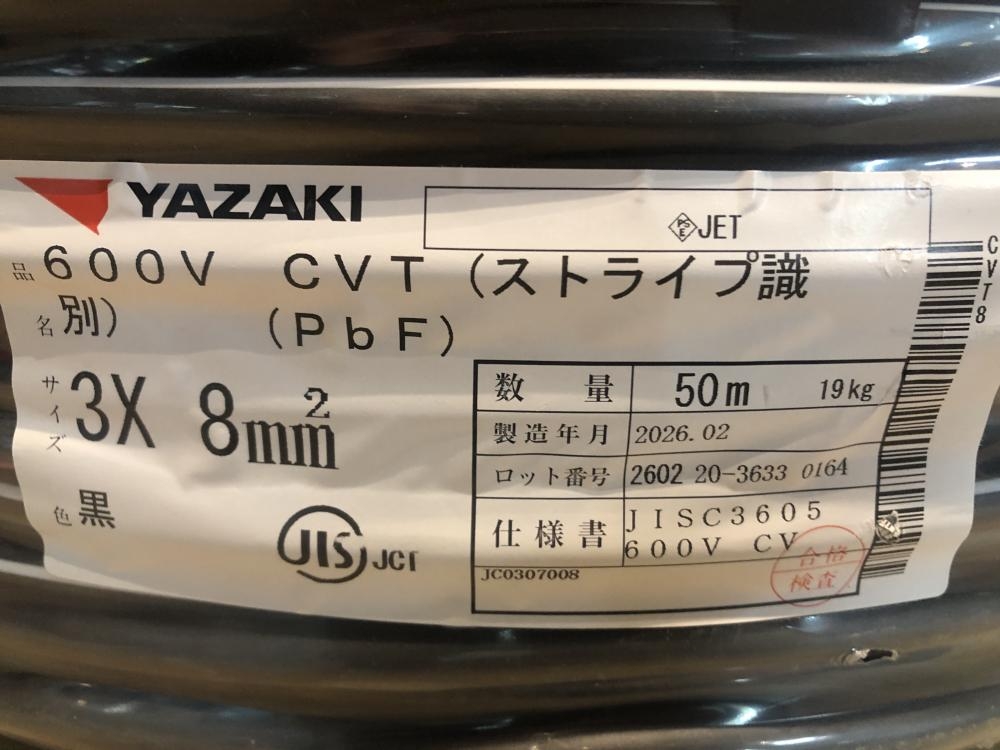 YAZAKI
PSE JET
品名 600V CVT (ストライプ識
別) (PbF)
サイズ 3X 8mm2
色 黒
JIS JCT
数量 50m 19kg
製造年月 2026.02
ロット番号 2602 20-3633 0164
仕様書 JISC3605
600V CV
JC0307008
合格
検査
CVT8